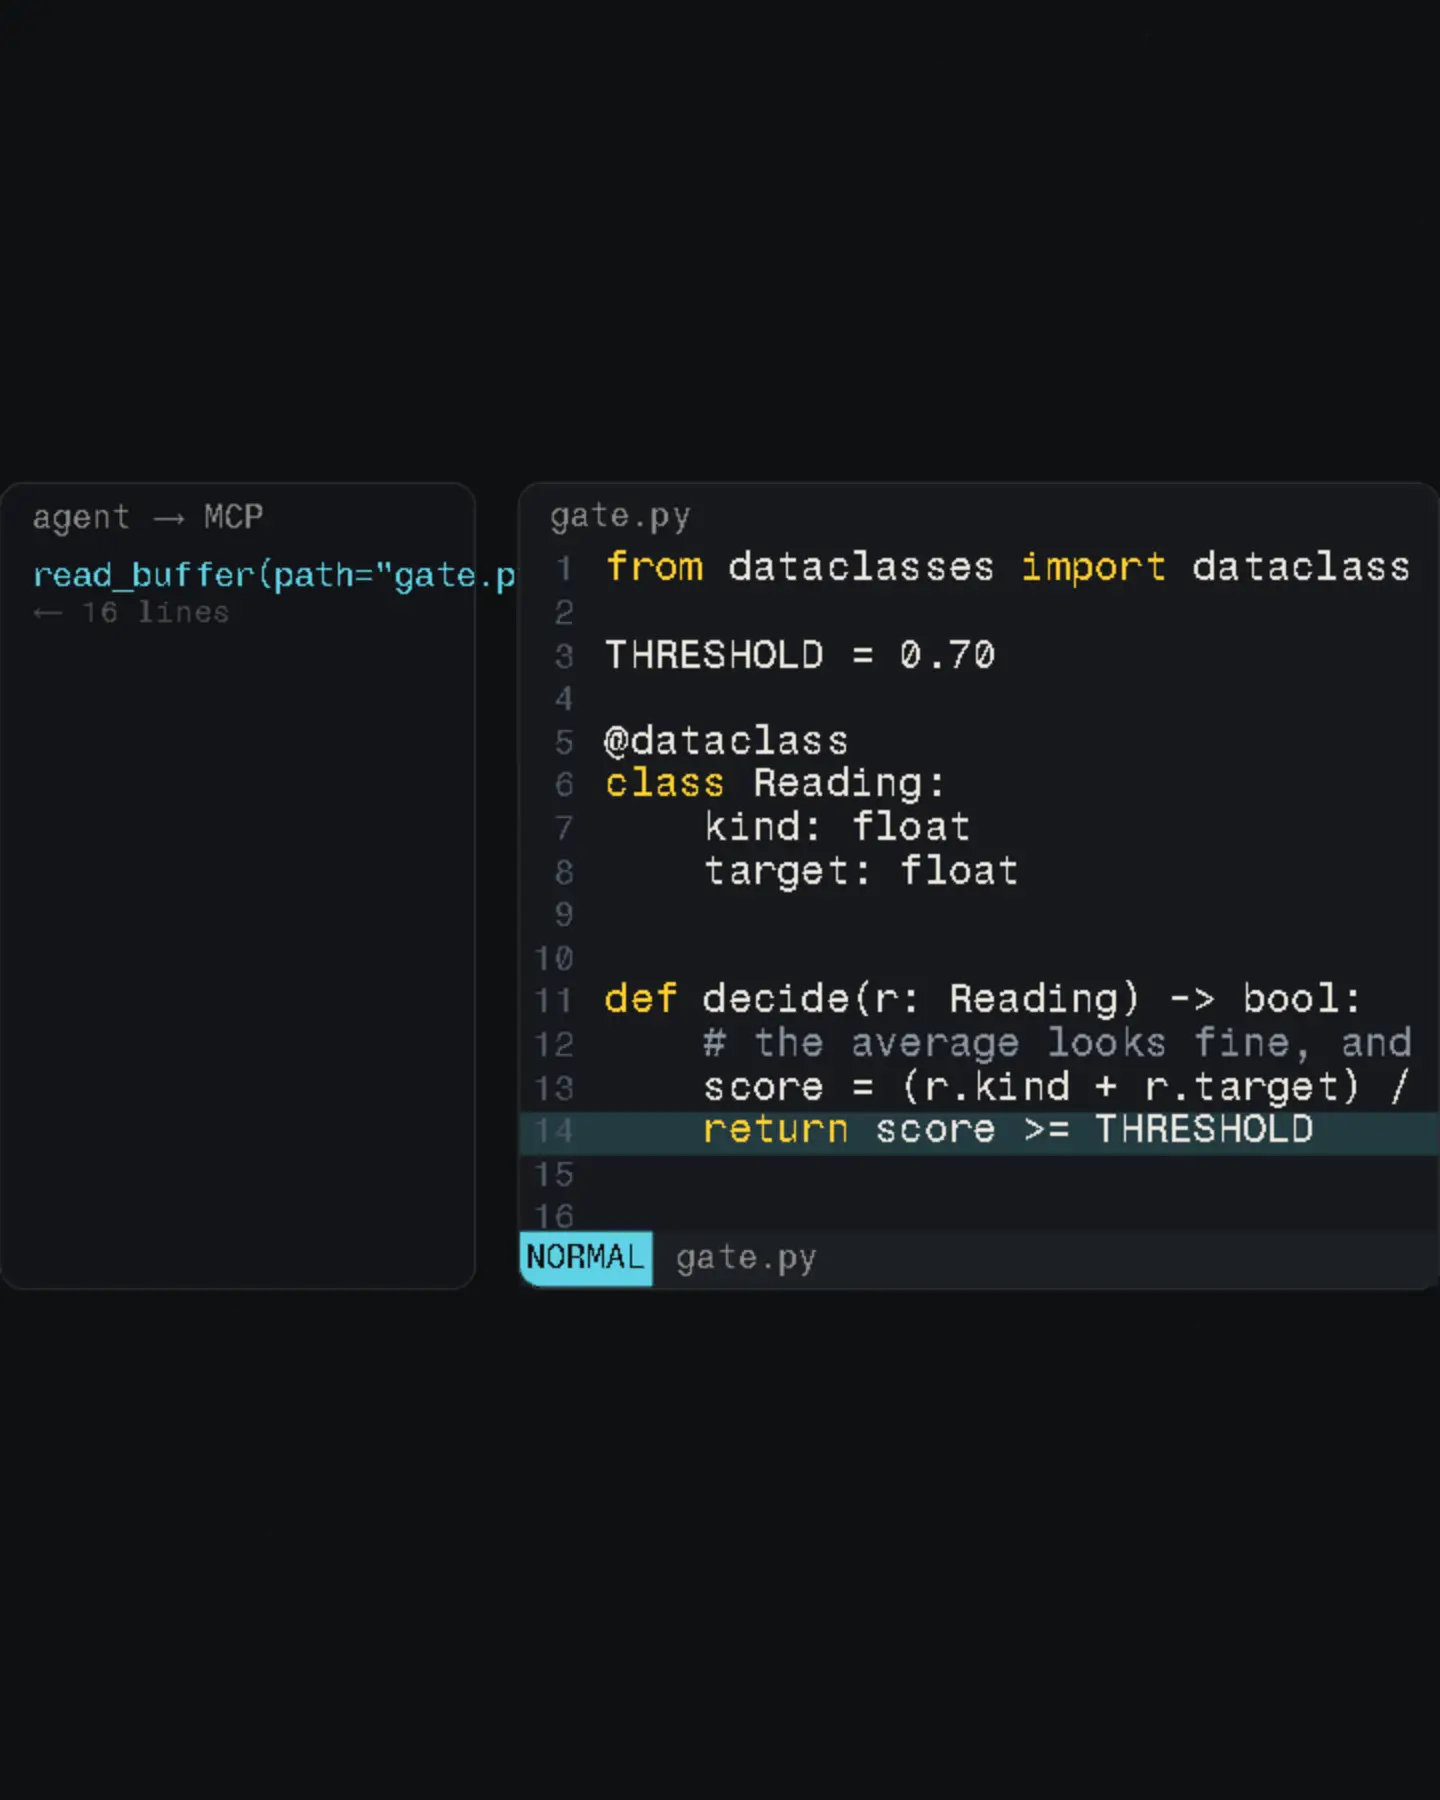 agent → MCP
read_buffer(path="gate.p
← 16 lines
gate.py
1 from dataclasses import dataclass
2
3 THRESHOLD = 0.70
4
5 @dataclass
6 class Reading:
7     kind: float
8     target: float
9
10
11 def decide(r: Reading) -> bool:
12     # the average looks fine, and
13     score = (r.kind + r.target) /
14     return score >= THRESHOLD
15
16
NORMAL gate.py